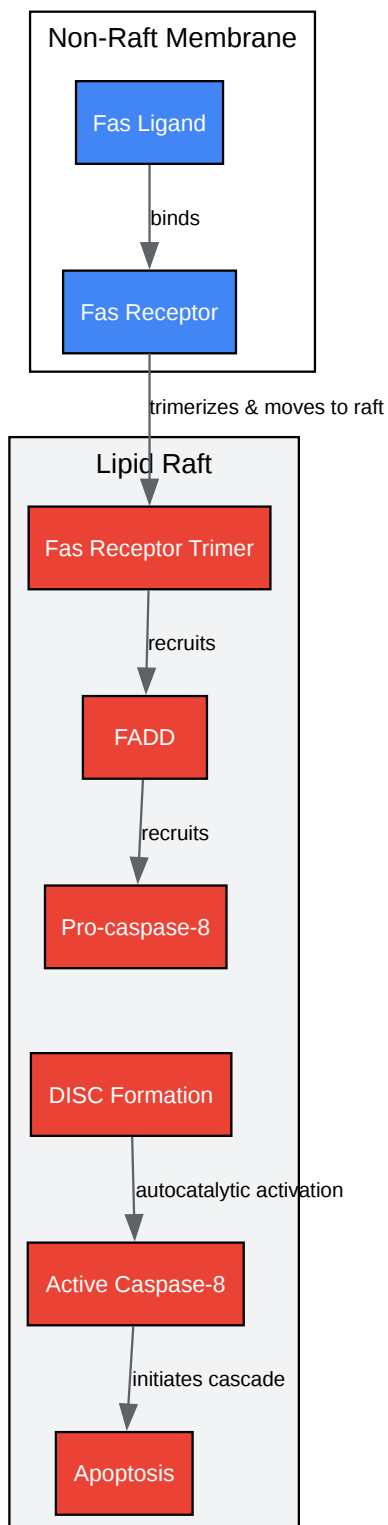 Non-Raft Membrane
Fas Ligand
binds
Fas Receptor
trimerizes & moves to raft
Lipid Raft
Fas Receptor Trimer
recruits
FADD
recruits
Pro-caspase-8
DISC Formation
autocatalytic activation
Active Caspase-8
initiates cascade
Apoptosis